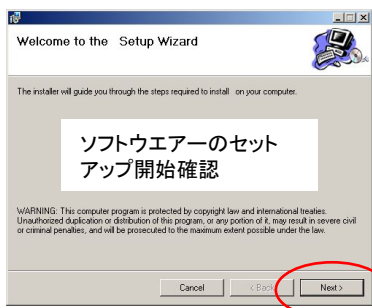 Welcome to the Setup Wizard
The installer will guide you through the steps required to install on your computer.
ソフトウエアーのセット
アップ開始確認
WARNING: This computer program is protected by copyright law and international treaties.
Unauthorized duplication or distribution of this program, or any portion of it, may result in severe civil
or criminal penalties, and will be prosecuted to the maximum extent possible under the law.
Cancel
< Back
Next >